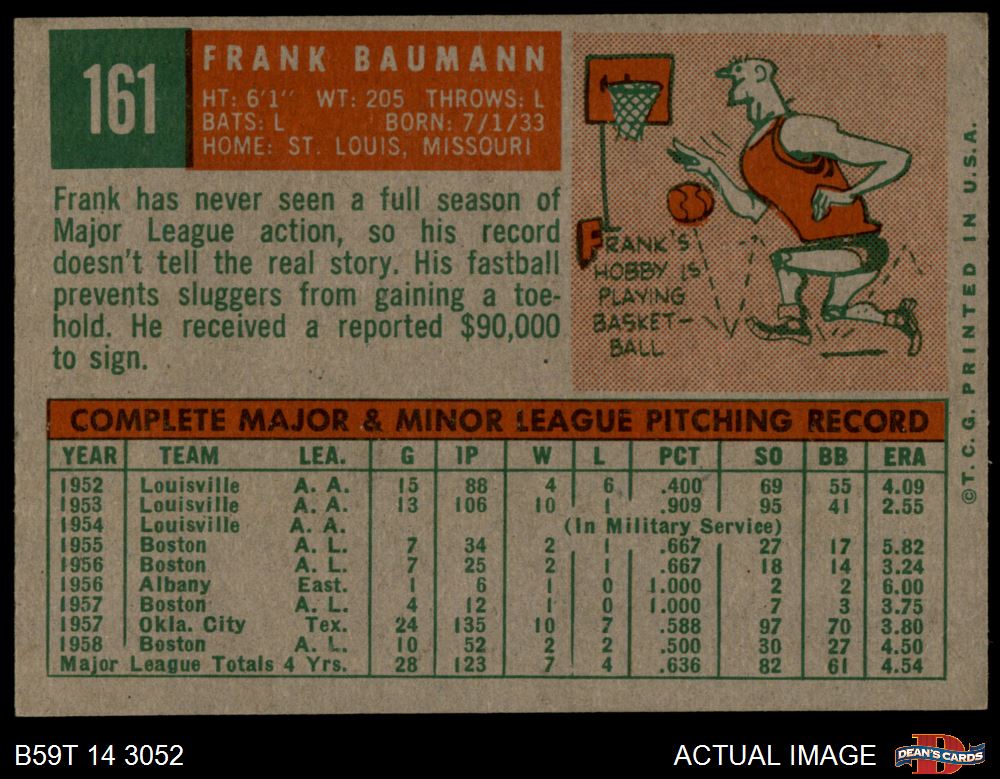 161
FRANK BAUMANN
HT: 6'1" WT: 205 THROWS: L
BATS: L BORN: 7/1/33
HOME: ST. LOUIS, MISSOURI
Frank has never seen a full season of
Major League action, so his record
doesn't tell the real story. His fastball
prevents sluggers from gaining a toe-
hold. He received a reported $90,000
to sign.
FRANK'S
HOBBY IS
PLAYING
BASKET-
BALL
©T. C. G. PRINTED IN U.S.A.
COMPLETE MAJOR & MINOR LEAGUE PITCHING RECORD
YEAR TEAM LEA. G IP W L PCT SO BB ERA
1952 Louisville A. A. 15 88 4 6 .400 69 55 4.09
1953 Louisville A. A. 13 106 10 1 .909 95 41 2.55
1954 Louisville A. A. (In Military Service)
1955 Boston A. L. 7 34 2 1 .667 27 17 5.82
1956 Boston A. L. 7 25 2 1 .667 18 14 3.24
1956 Albany East. 1 6 1 0 1.000 2 2 6.00
1957 Boston A. L. 4 12 1 0 1.000 7 3 3.75
1957 Okla. City Tex. 24 135 10 7 .588 97 70 3.80
1958 Boston A. L. 10 52 2 2 .500 30 27 4.50
Major League Totals 4 Yrs. 28 123 7 4 .636 82 61 4.54
B59T 14 3052
ACTUAL IMAGE
D
DEAN'S CARDS